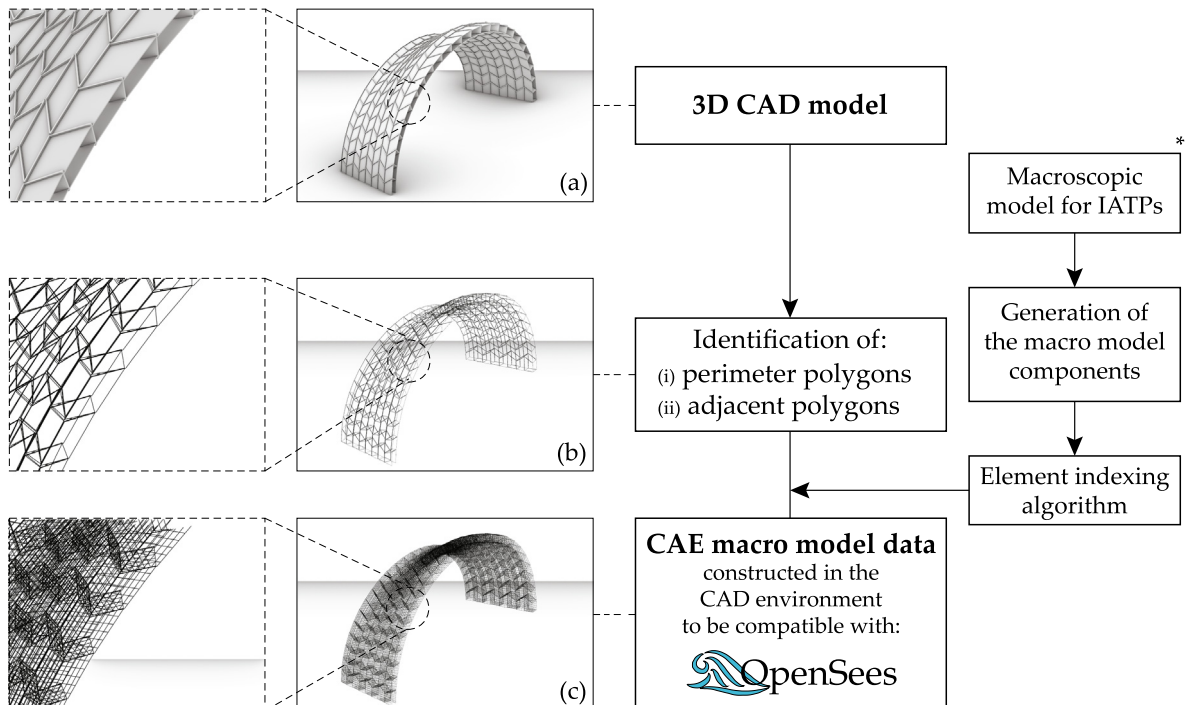 (a)
3D CAD model
*
Macroscopic
model for IATPs
(b)
Identification of:
(i) perimeter polygons
(ii) adjacent polygons
Generation of
the macro model
components
Element indexing
algorithm
(c)
CAE macro model data
constructed in the
CAD environment
to be compatible with:
OpenSees